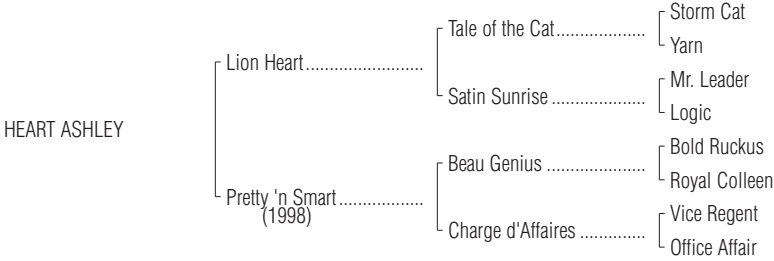 Storm Cat
Tale of the Cat....................
Yarn
Lion Heart..........................
Mr. Leader
Satin Sunrise.....................
Logic
HEART ASHLEY
Bold Ruckus
Beau Genius......................
Royal Colleen
Pretty 'n Smart...................
(1998)
Vice Regent
Charge d'Affaires..............
Office Affair